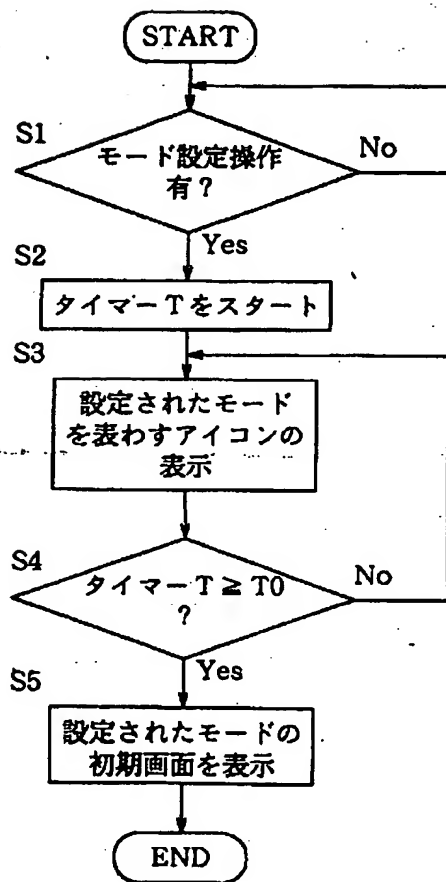 START
S1
モード設定操作
有?
No
Yes
S2
タイマーTをスタート
S3
設定されたモード
を表わすアイコンの
表示
S4
タイマーT≧T0
?
No
Yes
S5
設定されたモードの
初期画面を表示
END